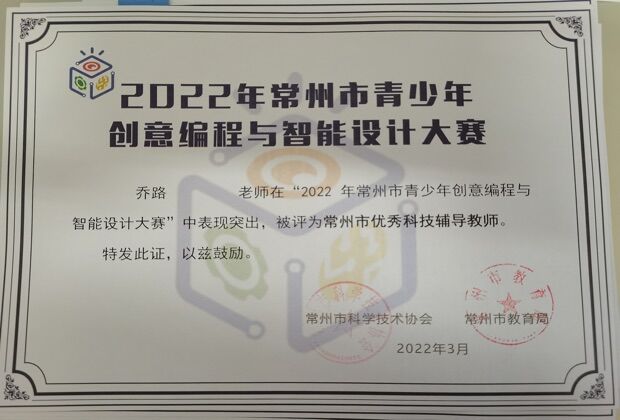 2022年常州市青少年
创意编程与智能设计大赛
乔路 老师在“2022 年常州市青少年创意编程与
智能设计大赛”中表现突出，被评为常州市优秀科技辅导教师。
特发此证，以兹鼓励。
常州市科学技术协会 常州市教育局
2022年3月